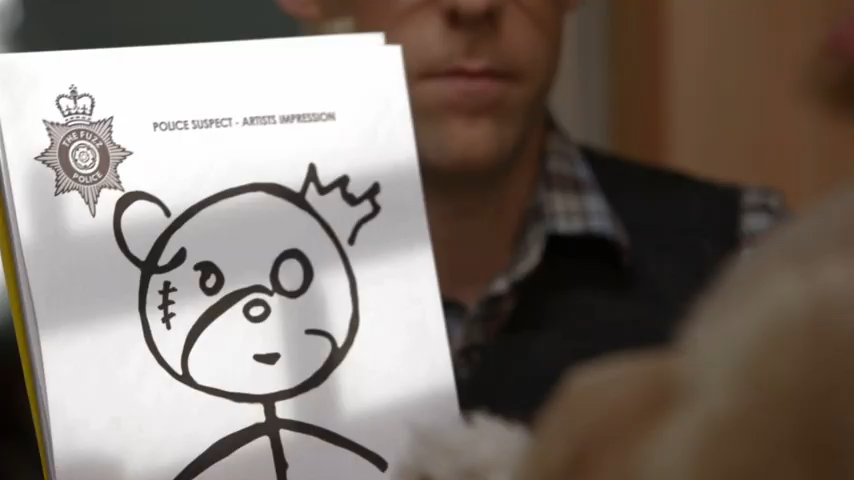 POLICE SUSPECT - ARTISTS IMPRESSION
THE FUZZ
POLICE